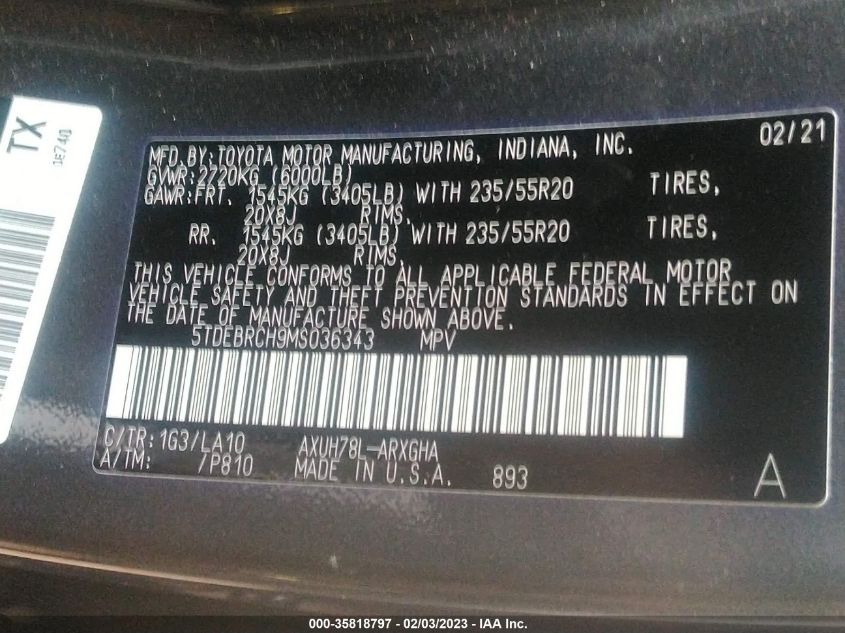 TX
1E741
02/21
MFD.BY:TOYOTA MOTOR MANUFACTURING, INDIANA, INC.
GVWR:2720KG (6000LB)
GAWR:FRT. 1545KG (3405LB) WITH 235/55R20 TIRES,
20X8J RIMS,
RR. 1545KG (3405LB) WITH 235/55R20 TIRES,
20X8J RIMS.
THIS VEHICLE CONFORMS TO ALL APPLICABLE FEDERAL MOTOR
VEHICLE SAFETY AND THEFT PREVENTION STANDARDS IN EFFECT ON
THE DATE OF MANUFACTURE SHOWN ABOVE.
5TDEBRCH9MS036343 MPV
C/TR:1G3/LA10 AXUH78L-ARXGHA
A/TM: /P810 MADE IN U.S.A. 893
A
000-35818797 - 02/03/2023 - IAA Inc.